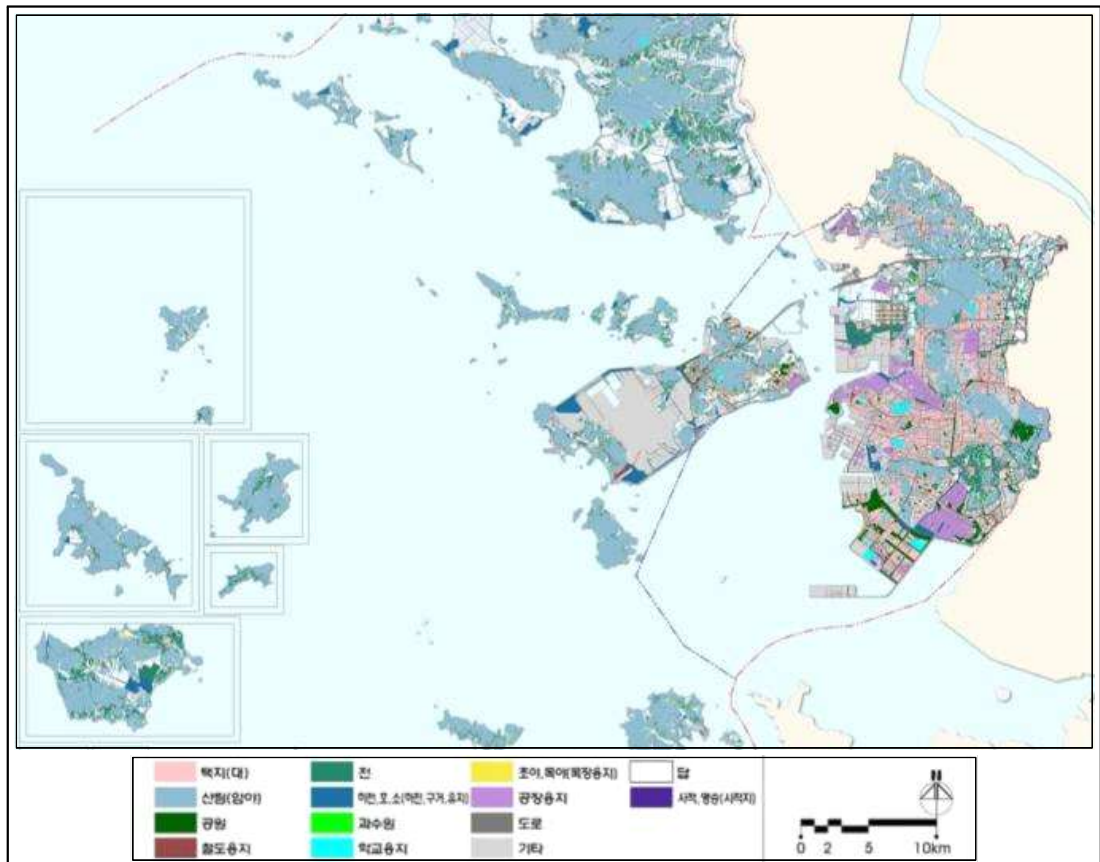 택지(대)
전
초야,목야(목장용지)
답
산림(임야)
하천,호,소(하천,구거,유지)
공장용지
사적,명승(사적지)
공원
과수원
도로
철도용지
학교용지
기타
N
0 2 5 10km